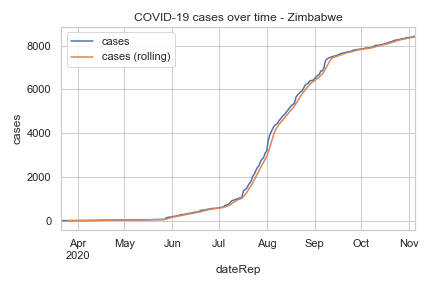 COVID-19 cases over time - Zimbabwe
cases
cases (rolling)
8000
6000
4000
2000
0
cases
Apr
2020
May
Jun
Jul
Aug
Sep
Oct
Nov
dateRep